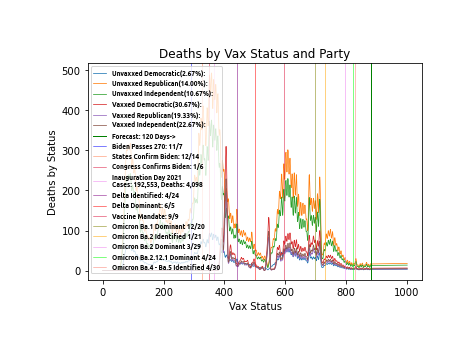 Deaths by Vax Status and Party
Deaths by Vax Status
500
400
300
200
100
0
Unvaxxed Democratic(2.67%):
Unvaxxed Republican(14.00%):
Unvaxxed Independent(10.67%):
Vaxxed Democratic(30.67%):
Vaxxed Republican(19.33%):
Vaxxed Independent(22.67%):
Forecast: 120 Days->
Biden Passes 270: 11/7
States Confirm Biden: 12/14
Congress Confirms Biden: 1/6
Inauguration Day 2021
Cases: 192,553, Deaths: 4,098
Delta Identified: 4/24
Delta Dominant: 6/5
Vaccine Mandate: 9/9
Omicron Ba.1 Dominant 12/20
Omicron Ba.2 Identified 1/21
Omicron Ba.2 Dominant 3/29
Omicron Ba.2.12.1 Dominant 4/24
Omicron Ba.4 - Ba.5 Identified 4/30
0 200 400 600 800 1000
Vax Status